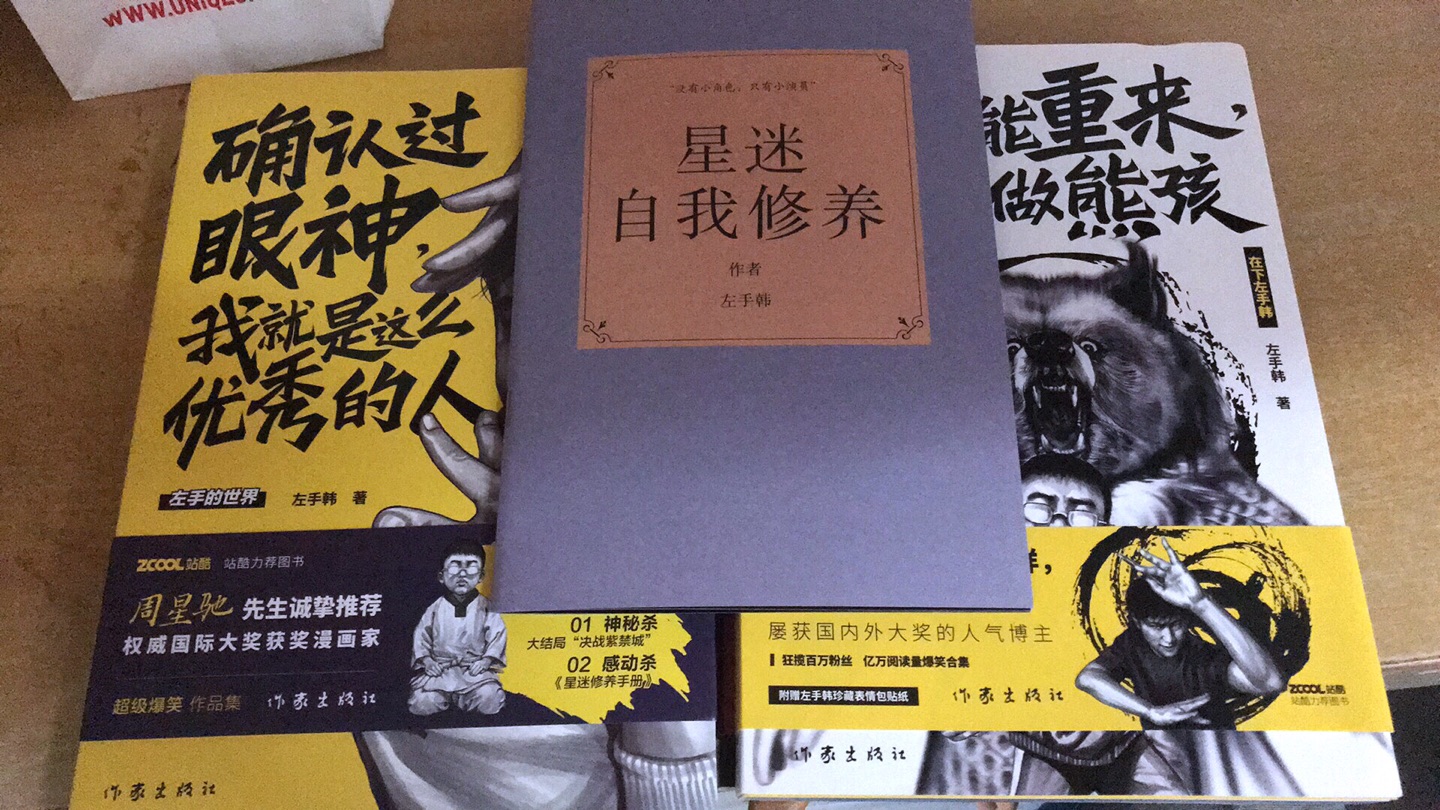 WWW.UNIQLO.
确认过
眼神，
我就是这么
优秀的人
左手的世界
左手韩 著
ZCOOL站酷 站酷力荐图书
周星驰 先生诚挚推荐
权威国际大奖获奖漫画家
超级爆笑 作品集
作家出版社
01 神秘杀
大结局“决战紫禁城”
02 感动杀
《星迷修养手册》
作家出版社
“没有小角色，只有小演员”
星迷
自我修养
作者
左手韩
能重来，
做熊孩
在下左手韩
左手韩 著
屡获国内外大奖的人气博主
狂揽百万粉丝 亿万阅读量爆笑合集
附赠左手韩珍藏表情包贴纸
作家出版社
ZCOOL站酷
站酷力荐图书
作家出版社